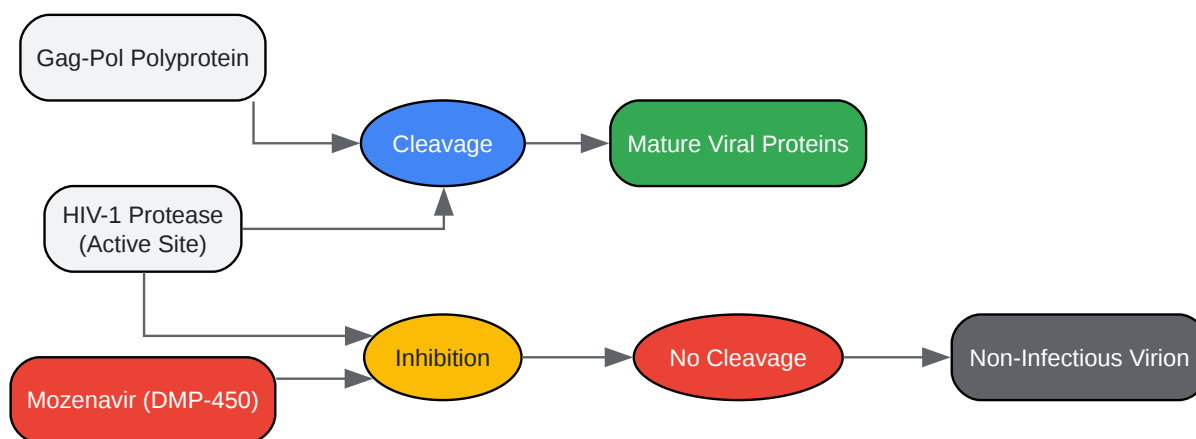 Gag-Pol Polyprotein
Cleavage
Mature Viral Proteins
HIV-1 Protease
(Active Site)
Inhibition
No Cleavage
Non-Infectious Virion
Mozenavir (DMP-450)